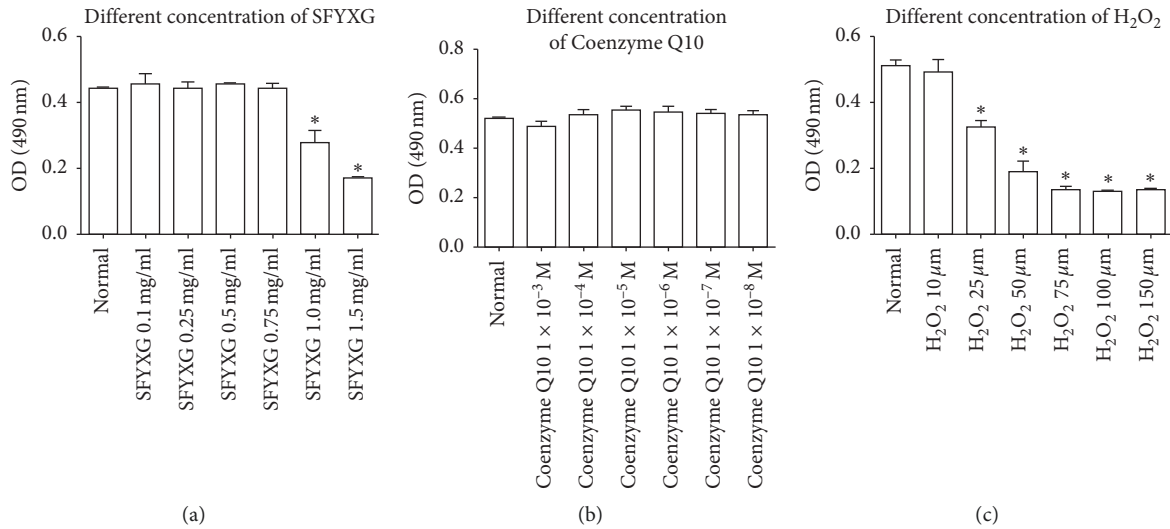 Different concentration of SFYXG
OD (490 nm)
0.6
0.4
0.2
0.0
*
*
Normal
SFYXG 0.1 mg/ml
SFYXG 0.25 mg/ml
SFYXG 0.5 mg/ml
SFYXG 0.75 mg/ml
SFYXG 1.0 mg/ml
SFYXG 1.5 mg/ml
(a)
Different concentration
of Coenzyme Q10
OD (490 nm)
0.8
0.6
0.4
0.2
0.0
Normal
Coenzyme Q10 1 × 10⁻³ M
Coenzyme Q10 1 × 10⁻⁴ M
Coenzyme Q10 1 × 10⁻⁵ M
Coenzyme Q10 1 × 10⁻⁶ M
Coenzyme Q10 1 × 10⁻⁷ M
Coenzyme Q10 1 × 10⁻⁸ M
(b)
Different concentration of H₂O₂
OD (490 nm)
0.6
0.4
0.2
0.0
*
*
*
*
*
Normal
H₂O₂ 10 μm
H₂O₂ 25 μm
H₂O₂ 50 μm
H₂O₂ 75 μm
H₂O₂ 100 μm
H₂O₂ 150 μm
(c)